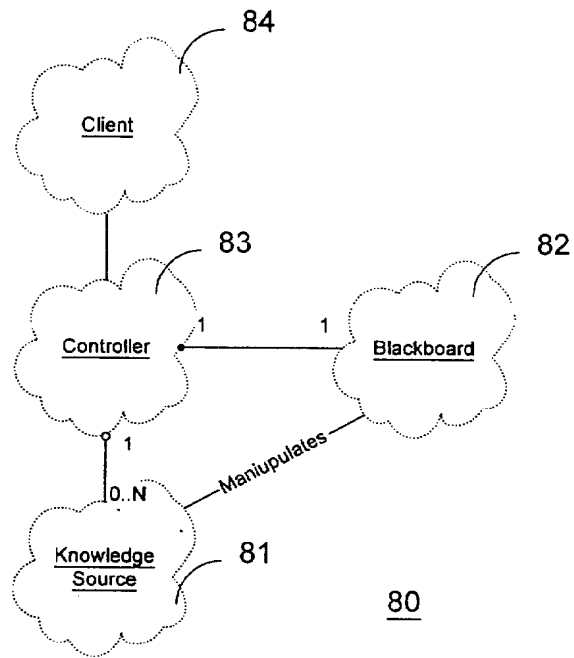 84
Client
83
82
1
1
Controller
Blackboard
1
Maniupulates
0..N
81
Knowledge
Source
80